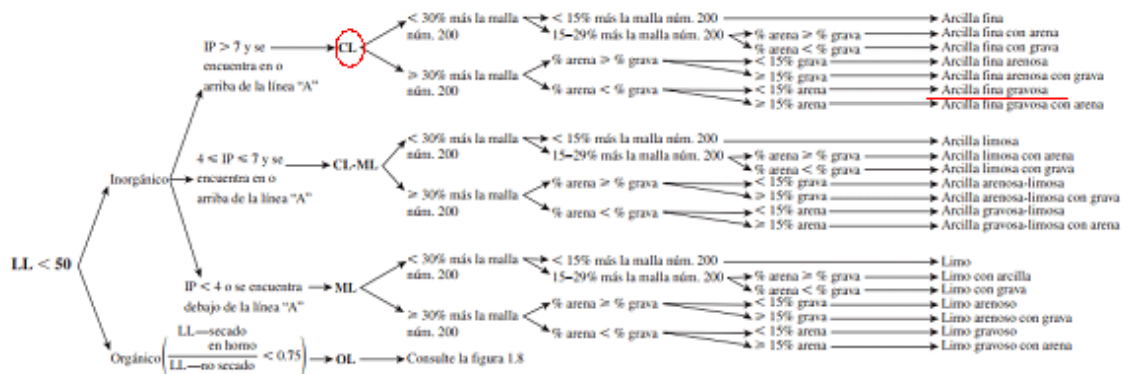 LL < 50
Inorgánico
Orgánico ( LL—secado en horno / LL—no secado < 0.75 )
OL
Consulte la figura 1.8
IP > 7 y se
encuentra en o
arriba de la línea "A"
CL
< 30% más la malla
núm. 200
< 15% más la malla núm. 200
Arcilla fina
15–29% más la malla núm. 200
% arena ≥ % grava
Arcilla fina con arena
% arena < % grava
Arcilla fina con grava
≥ 30% más la malla
núm. 200
% arena ≥ % grava
< 15% grava
Arcilla fina arenosa
≥ 15% grava
Arcilla fina arenosa con grava
% arena < % grava
< 15% arena
Arcilla fina gravosa
≥ 15% arena
Arcilla fina gravosa con arena
4 ≤ IP ≤ 7 y se
encuentra en o
arriba de la línea "A"
CL-ML
< 30% más la malla
núm. 200
< 15% más la malla núm. 200
Arcilla limosa
15–29% más la malla núm. 200
% arena ≥ % grava
Arcilla limosa con arena
% arena < % grava
Arcilla limosa con grava
≥ 30% más la malla
núm. 200
% arena ≥ % grava
< 15% grava
Arcilla arenosa-limosa
≥ 15% grava
Arcilla arenosa-limosa con grava
% arena < % grava
< 15% arena
Arcilla gravosa-limosa
≥ 15% arena
Arcilla gravosa-limosa con arena
IP < 4 o se encuentra
debajo de la línea "A"
ML
< 30% más la malla
núm. 200
< 15% más la malla núm. 200
Limo
15–29% más la malla núm. 200
% arena ≥ % grava
Limo con arcilla
% arena < % grava
Limo con grava
≥ 30% más la malla
núm. 200
% arena ≥ % grava
< 15% grava
Limo arenoso
≥ 15% grava
Limo arenoso con grava
% arena < % grava
< 15% arena
Limo gravoso
≥ 15% arena
Limo gravoso con arena